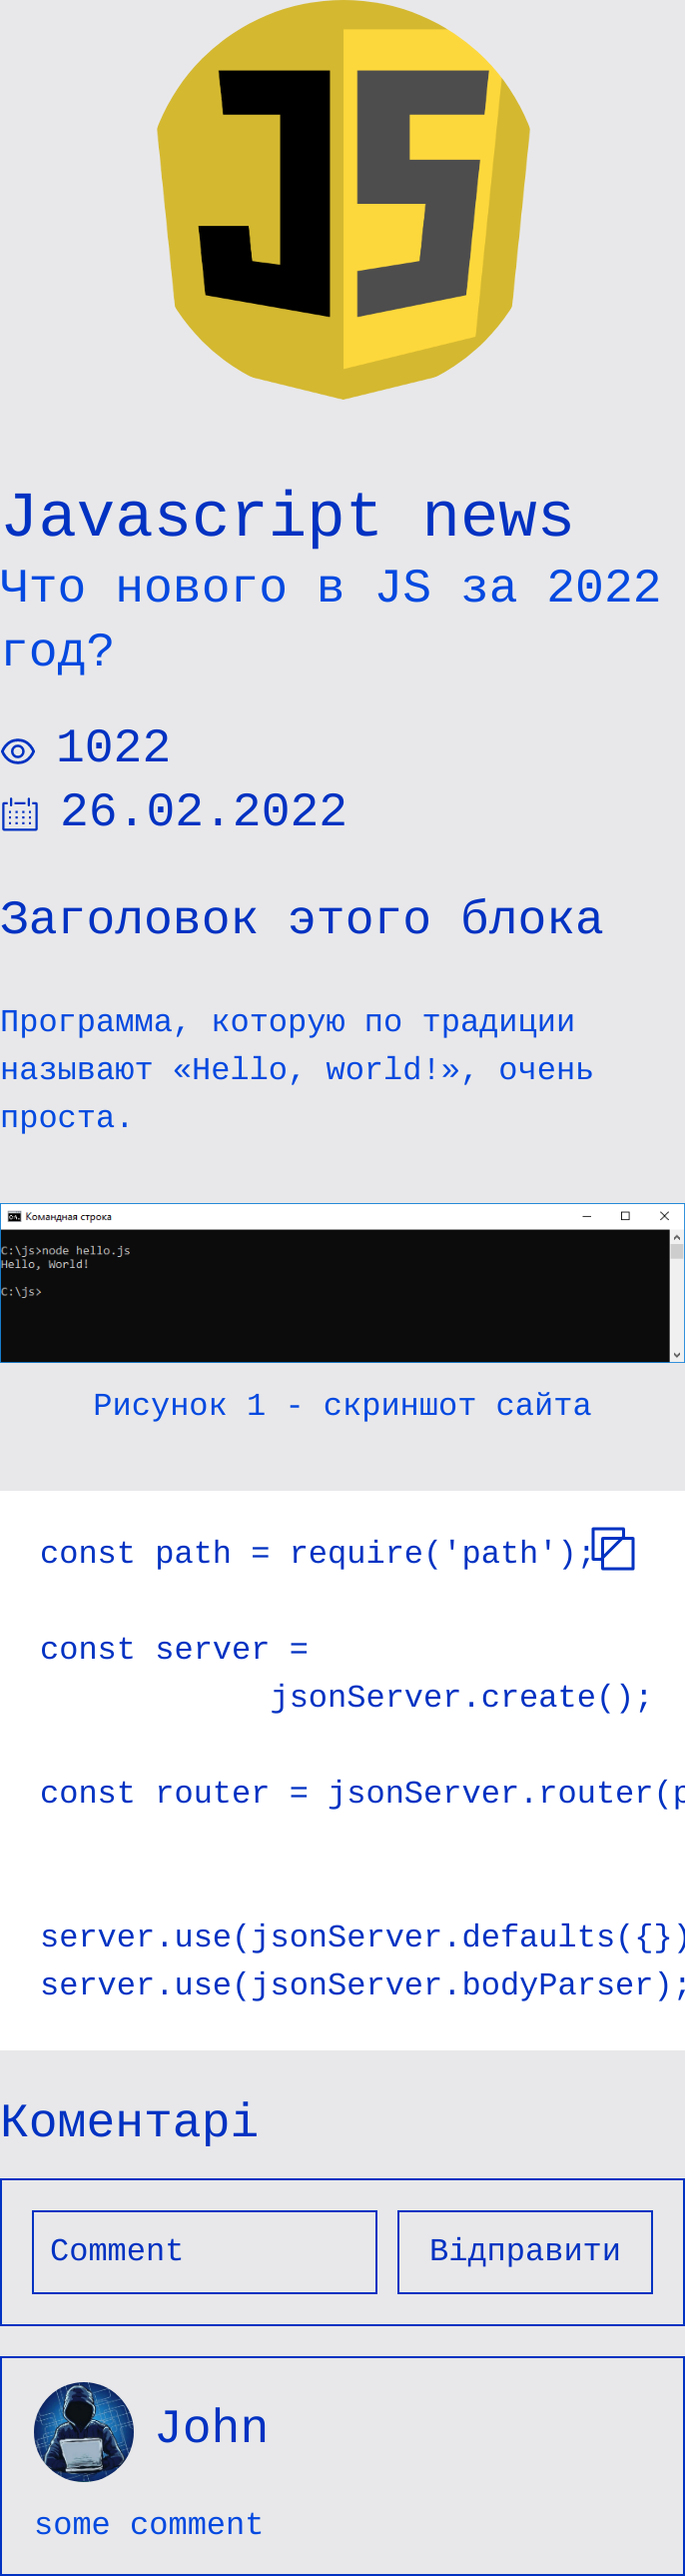 JS
Javascript news
Что нового в JS за 2022
год?
1022
26.02.2022
Заголовок этого блока
Программа, которую по традиции
называют «Hello, world!», очень
проста.
Командная строка
C:\js>node hello.js
Hello, World!
C:\js>
Рисунок 1 - скриншот сайта
const path = require('path');
const server =
jsonServer.create();
const router = jsonServer.router(p
server.use(jsonServer.defaults({})
server.use(jsonServer.bodyParser);
Коментарі
Comment
Відправити
John
some comment